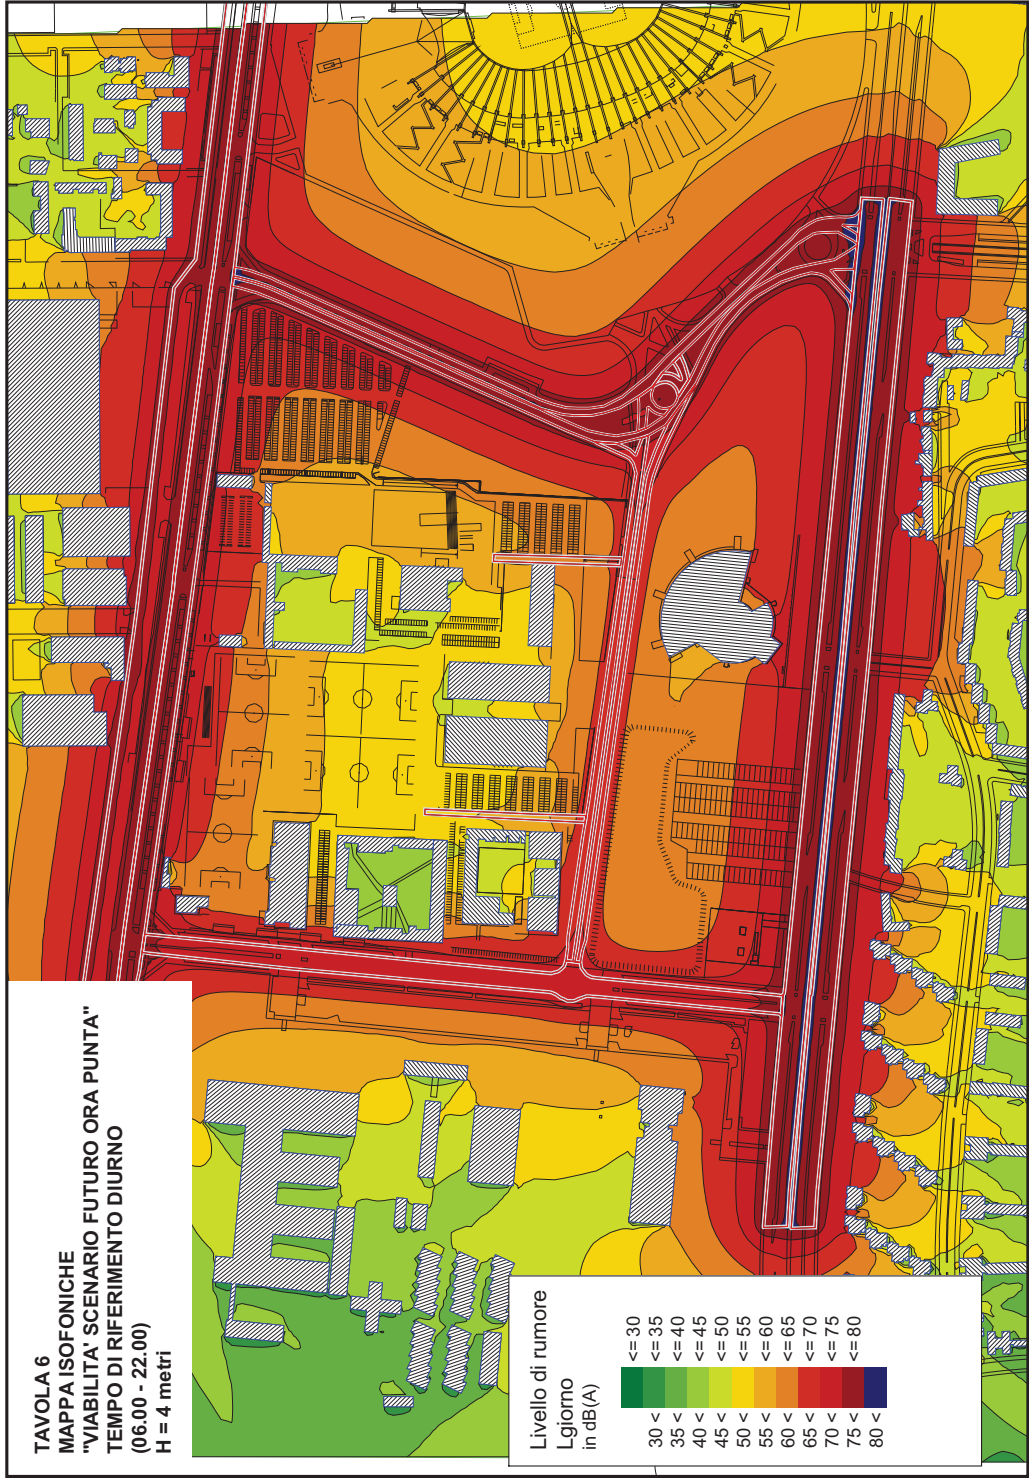 TAVOLA 6
MAPPA ISOFONICHE
"VIABILITA' SCENARIO FUTURO ORA PUNTA"
TEMPO DI RIFERIMENTO DIURNO
(06.00 - 22.00)
H = 4 metri
Livello di rumore
Lgiorno
in dB(A)
<= 30
30 < <= 35
35 < <= 40
40 < <= 45
45 < <= 50
50 < <= 55
55 < <= 60
60 < <= 65
65 < <= 70
70 < <= 75
75 < <= 80
80 <